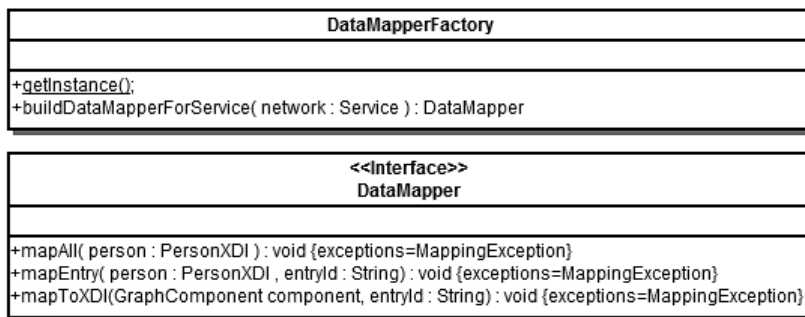 DataMapperFactory
+getInstance();
+buildDataMapperForService( network : Service ) : DataMapper
<<Interface>>
DataMapper
+mapAll( person : PersonXDI ) : void {exceptions=MappingException}
+mapEntry( person : PersonXDI , entryId : String) : void {exceptions=MappingException}
+mapToXDI(GraphComponent component, entryId : String) : void {exceptions=MappingException}